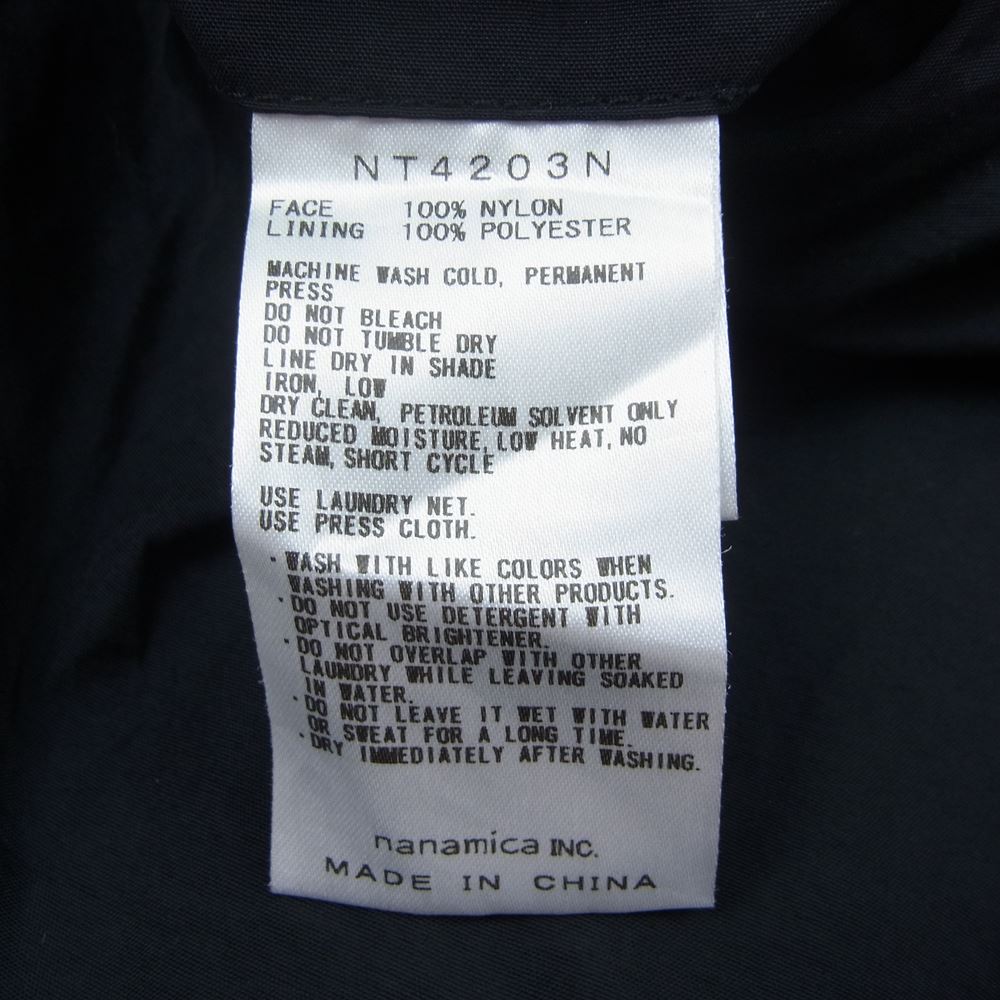 NT4203N
FACE 100% NYLON
LINING 100% POLYESTER
MACHINE WASH COLD, PERMANENT
PRESS
DO NOT BLEACH
DO NOT TUMBLE DRY
LINE DRY IN SHADE
IRON, LOW
DRY CLEAN, PETROLEUM SOLVENT ONLY
REDUCED MOISTURE, LOW HEAT, NO
STEAM, SHORT CYCLE
USE LAUNDRY NET.
USE PRESS CLOTH.
・WASH WITH LIKE COLORS WHEN
WASHING WITH OTHER PRODUCTS.
・DO NOT USE DETERGENT WITH
OPTICAL BRIGHTENER.
・DO NOT OVERLAP WITH OTHER
LAUNDRY WHILE LEAVING SOAKED
IN WATER.
・DO NOT LEAVE IT WET WITH WATER
OR SWEAT FOR A LONG TIME.
・DRY IMMEDIATELY AFTER WASHING.
nanamica INC.
MADE IN CHINA